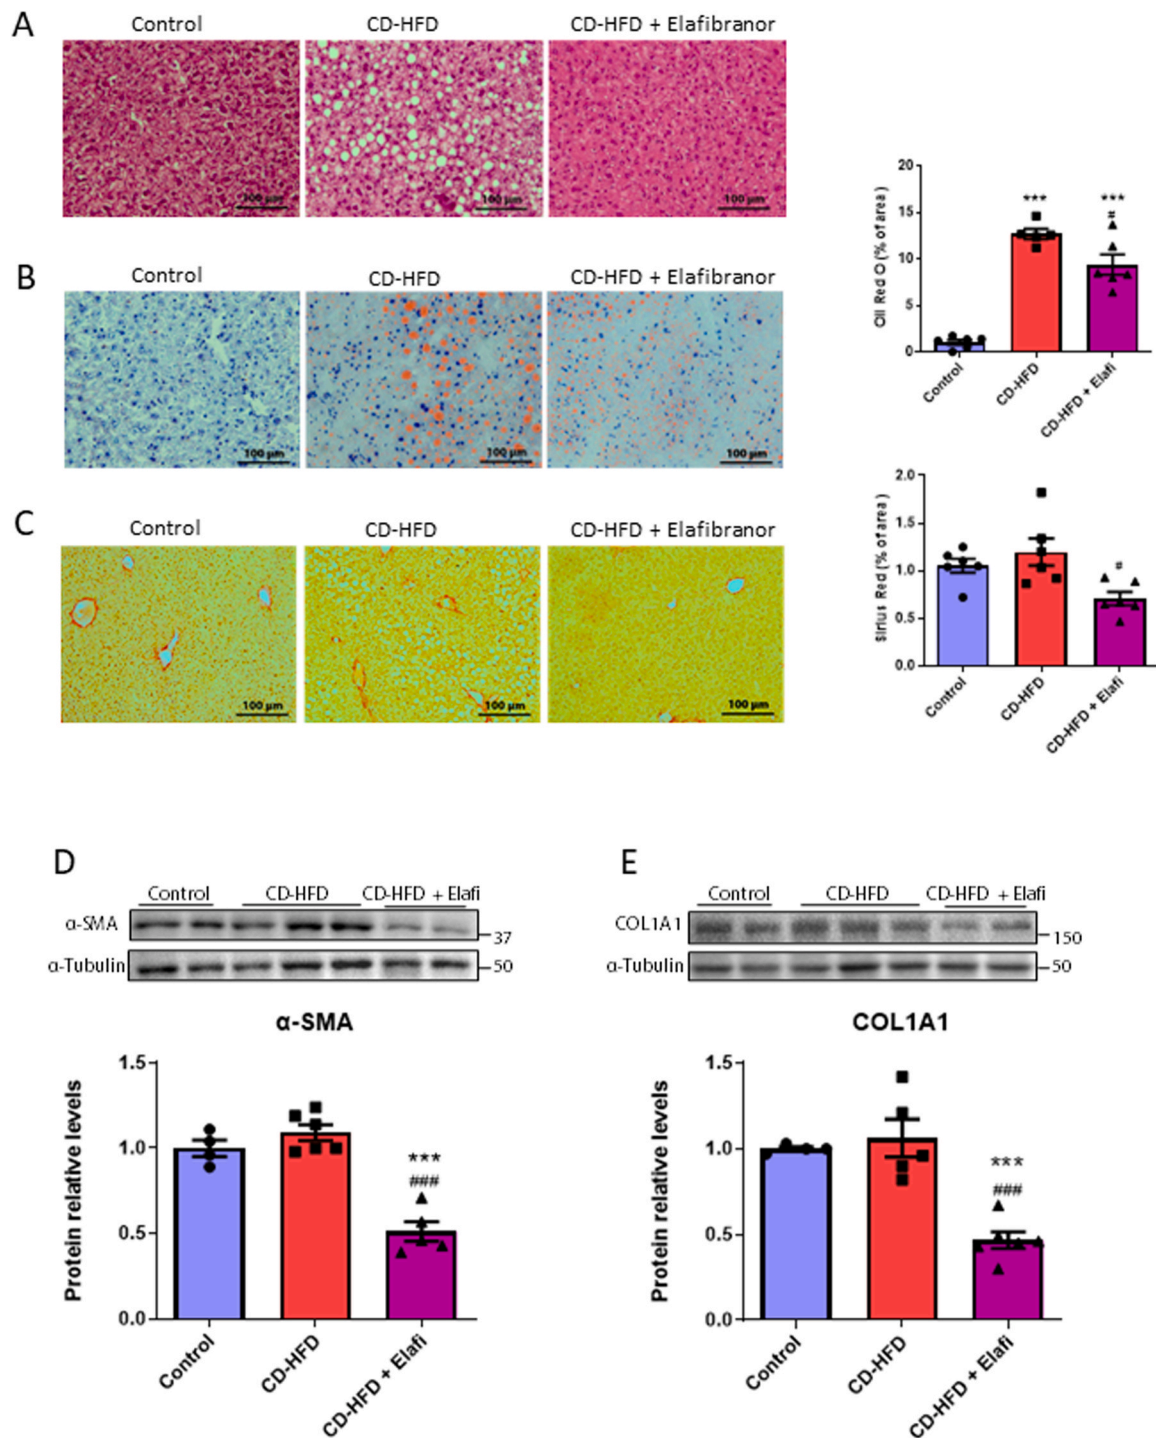 A
Control CD-HFD CD-HFD + Elafibranor
100 µm 100 µm 100 µm
20
15
10
5
0
Oil Red O (% of area)
***
***
#
Control CD-HFD CD-HFD + Elafi
B
Control CD-HFD CD-HFD + Elafibranor
100 µm 100 µm 100 µm
C
Control CD-HFD CD-HFD + Elafibranor
100 µm 100 µm 100 µm
2.0
1.5
1.0
0.5
0.0
Sirius Red (% of area)
#
Control CD-HFD CD-HFD + Elafi
D
Control CD-HFD CD-HFD + Elafi
α-SMA 37
α-Tubulin 50
α-SMA
1.5
1.0
0.5
0.0
Protein relative levels
***
###
Control CD-HFD CD-HFD + Elafi
E
Control CD-HFD CD-HFD + Elafi
COL1A1 150
α-Tubulin 50
COL1A1
1.5
1.0
0.5
0.0
Protein relative levels
***
###
Control CD-HFD CD-HFD + Elafi